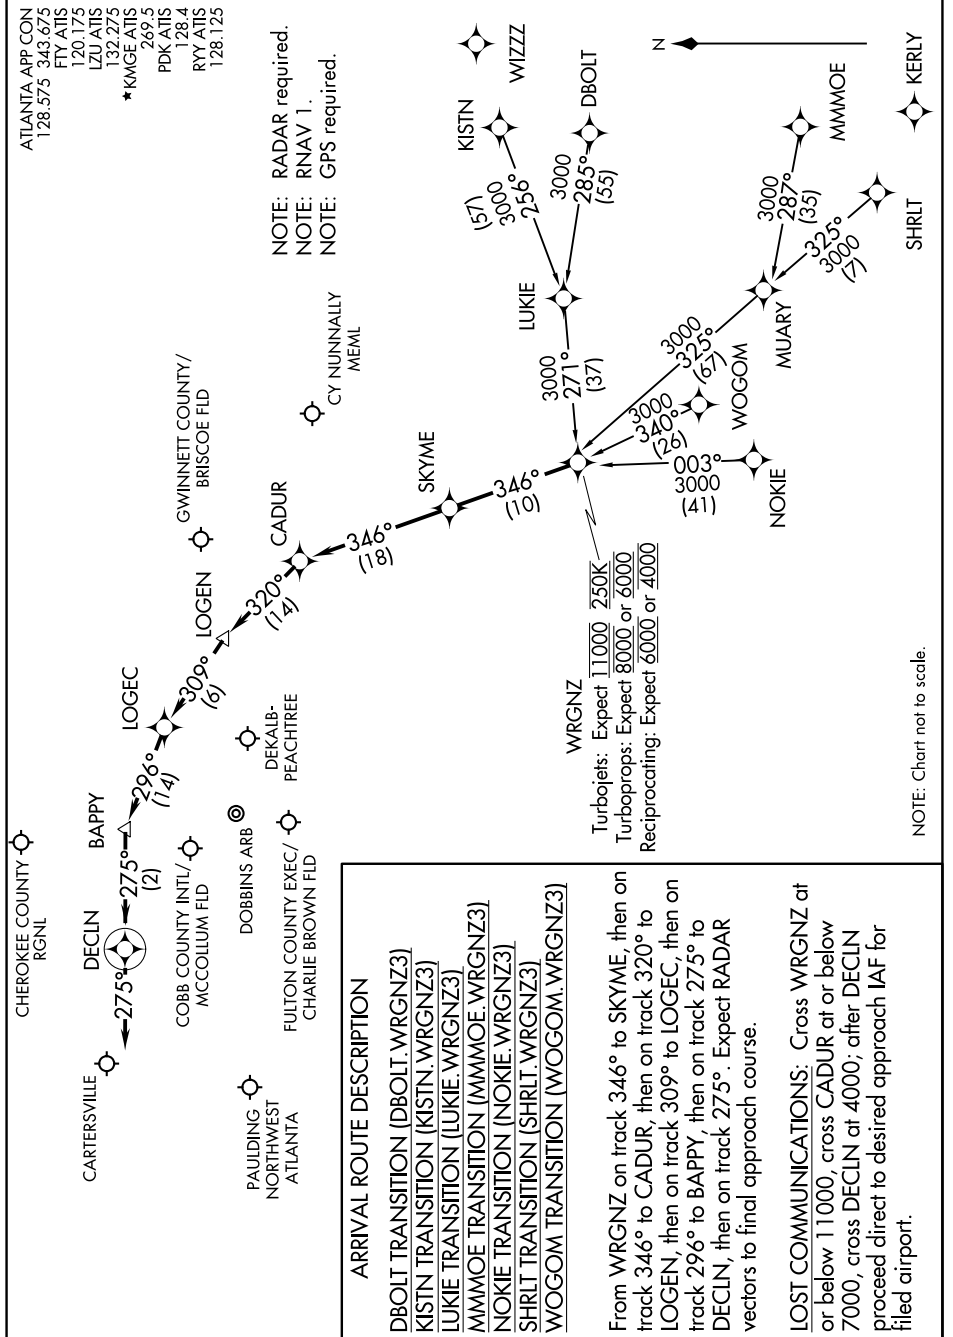 ATLANTA APP CON
128.575 343.675
FTY ATIS
120.175
LZU ATIS
132.275
★KMGE ATIS
269.5
PDK ATIS
128.4
RYY ATIS
128.125
NOTE: RADAR required.
NOTE: RNAV 1.
NOTE: GPS required.
CHEROKEE COUNTY
RGNL
CARTERSVILLE
275°
DECLN
275°
(2)
BAPPY
296°
(14)
LOGEC
309°
(6)
LOGEN
320°
(14)
CADUR
346°
(18)
SKYME
346°
(10)
GWINNETT COUNTY/
BRISCOE FLD
CY NUNNALLY
MEML
COBB COUNTY INTL/
MCCOLLUM FLD
DOBBINS ARB
DEKALB-
PEACHTREE
FULTON COUNTY EXEC/
CHARLIE BROWN FLD
PAULDING
NORTHWEST
ATLANTA
WIZZZ
KISTN
(57)
3000
256°
DBOLT
3000
285°
(55)
LUKIE
3000
271°
(37)
N
MMMOE
3000
287°
(35)
KERLY
SHRLT
325°
3000
(7)
MUARY
3000
325°
(67)
WOGOM
3000
340°
(26)
NOKIE
003°
3000
(41)
WRGNZ
Turbojets: Expect 11000 250K
Turboprops: Expect 8000 or 6000
Reciprocating: Expect 6000 or 4000
NOTE: Chart not to scale.
ARRIVAL ROUTE DESCRIPTION
DBOLT TRANSITION (DBOLT.WRGNZ3)
KISTN TRANSITION (KISTN.WRGNZ3)
LUKIE TRANSITION (LUKIE.WRGNZ3)
MMMOE TRANSITION (MMMOE.WRGNZ3)
NOKIE TRANSITION (NOKIE.WRGNZ3)
SHRLT TRANSITION (SHRLT.WRGNZ3)
WOGOM TRANSITION (WOGOM.WRGNZ3)
From WRGNZ on track 346° to SKYME, then on
track 346° to CADUR, then on track 320° to
LOGEN, then on track 309° to LOGEC, then on
track 296° to BAPPY, then on track 275° to
DECLN, then on track 275°. Expect RADAR
vectors to final approach course.
LOST COMMUNICATIONS: Cross WRGNZ at
or below 11000, cross CADUR at or below
7000, cross DECLN at 4000; after DECLN
proceed direct to desired approach IAF for
filed airport.